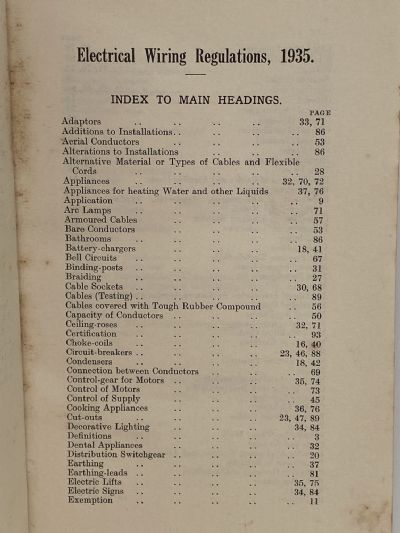 Electrical Wiring Regulations, 1935.
INDEX TO MAIN HEADINGS.
PAGE
Adaptors .. .. .. .. 33, 71
Additions to Installations.. .. .. .. 86
Aerial Conductors .. .. .. .. 53
Alterations to Installations .. .. .. 86
Alternative Material or Types of Cables and Flexible
Cords .. .. .. .. .. 28
Appliances .. .. .. .. 32, 70, 72
Appliances for heating Water and other Liquids 37, 76
Application .. .. .. .. .. 9
Arc Lamps .. .. .. .. 71
Armoured Cables .. .. .. .. 57
Bare Conductors .. .. .. .. 53
Bathrooms .. .. .. .. .. 86
Battery-chargers .. .. .. 18, 41
Bell Circuits .. .. .. .. 67
Binding-posts .. .. .. .. 31
Braiding .. .. .. .. .. 27
Cable Sockets .. .. .. .. 30, 68
Cables (Testing) .. .. .. .. .. 89
Cables covered with Tough Rubber Compound .. 56
Capacity of Conductors .. .. .. .. 50
Ceiling-roses .. .. .. .. 32, 71
Certification .. .. .. .. .. 93
Choke-coils .. .. .. .. 16, 40
Circuit-breakers .. .. .. .. 23, 46, 88
Condensers .. .. .. .. 18, 42
Connection between Conductors .. .. .. 69
Control-gear for Motors .. .. .. 35, 74
Control of Motors .. .. .. .. 73
Control of Supply .. .. .. .. 45
Cooking Appliances .. .. .. 36, 76
Cut-outs .. .. .. .. 23, 47, 89
Decorative Lighting .. .. .. 34, 84
Definitions .. .. .. .. .. 3
Dental Appliances .. .. .. .. 32
Distribution Switchgear .. .. .. .. 20
Earthing .. .. .. .. .. 37
Earthing-leads .. .. .. .. 81
Electric Lifts .. .. .. .. 35, 75
Electric Signs .. .. .. .. 34, 84
Exemption .. .. .. .. .. 11